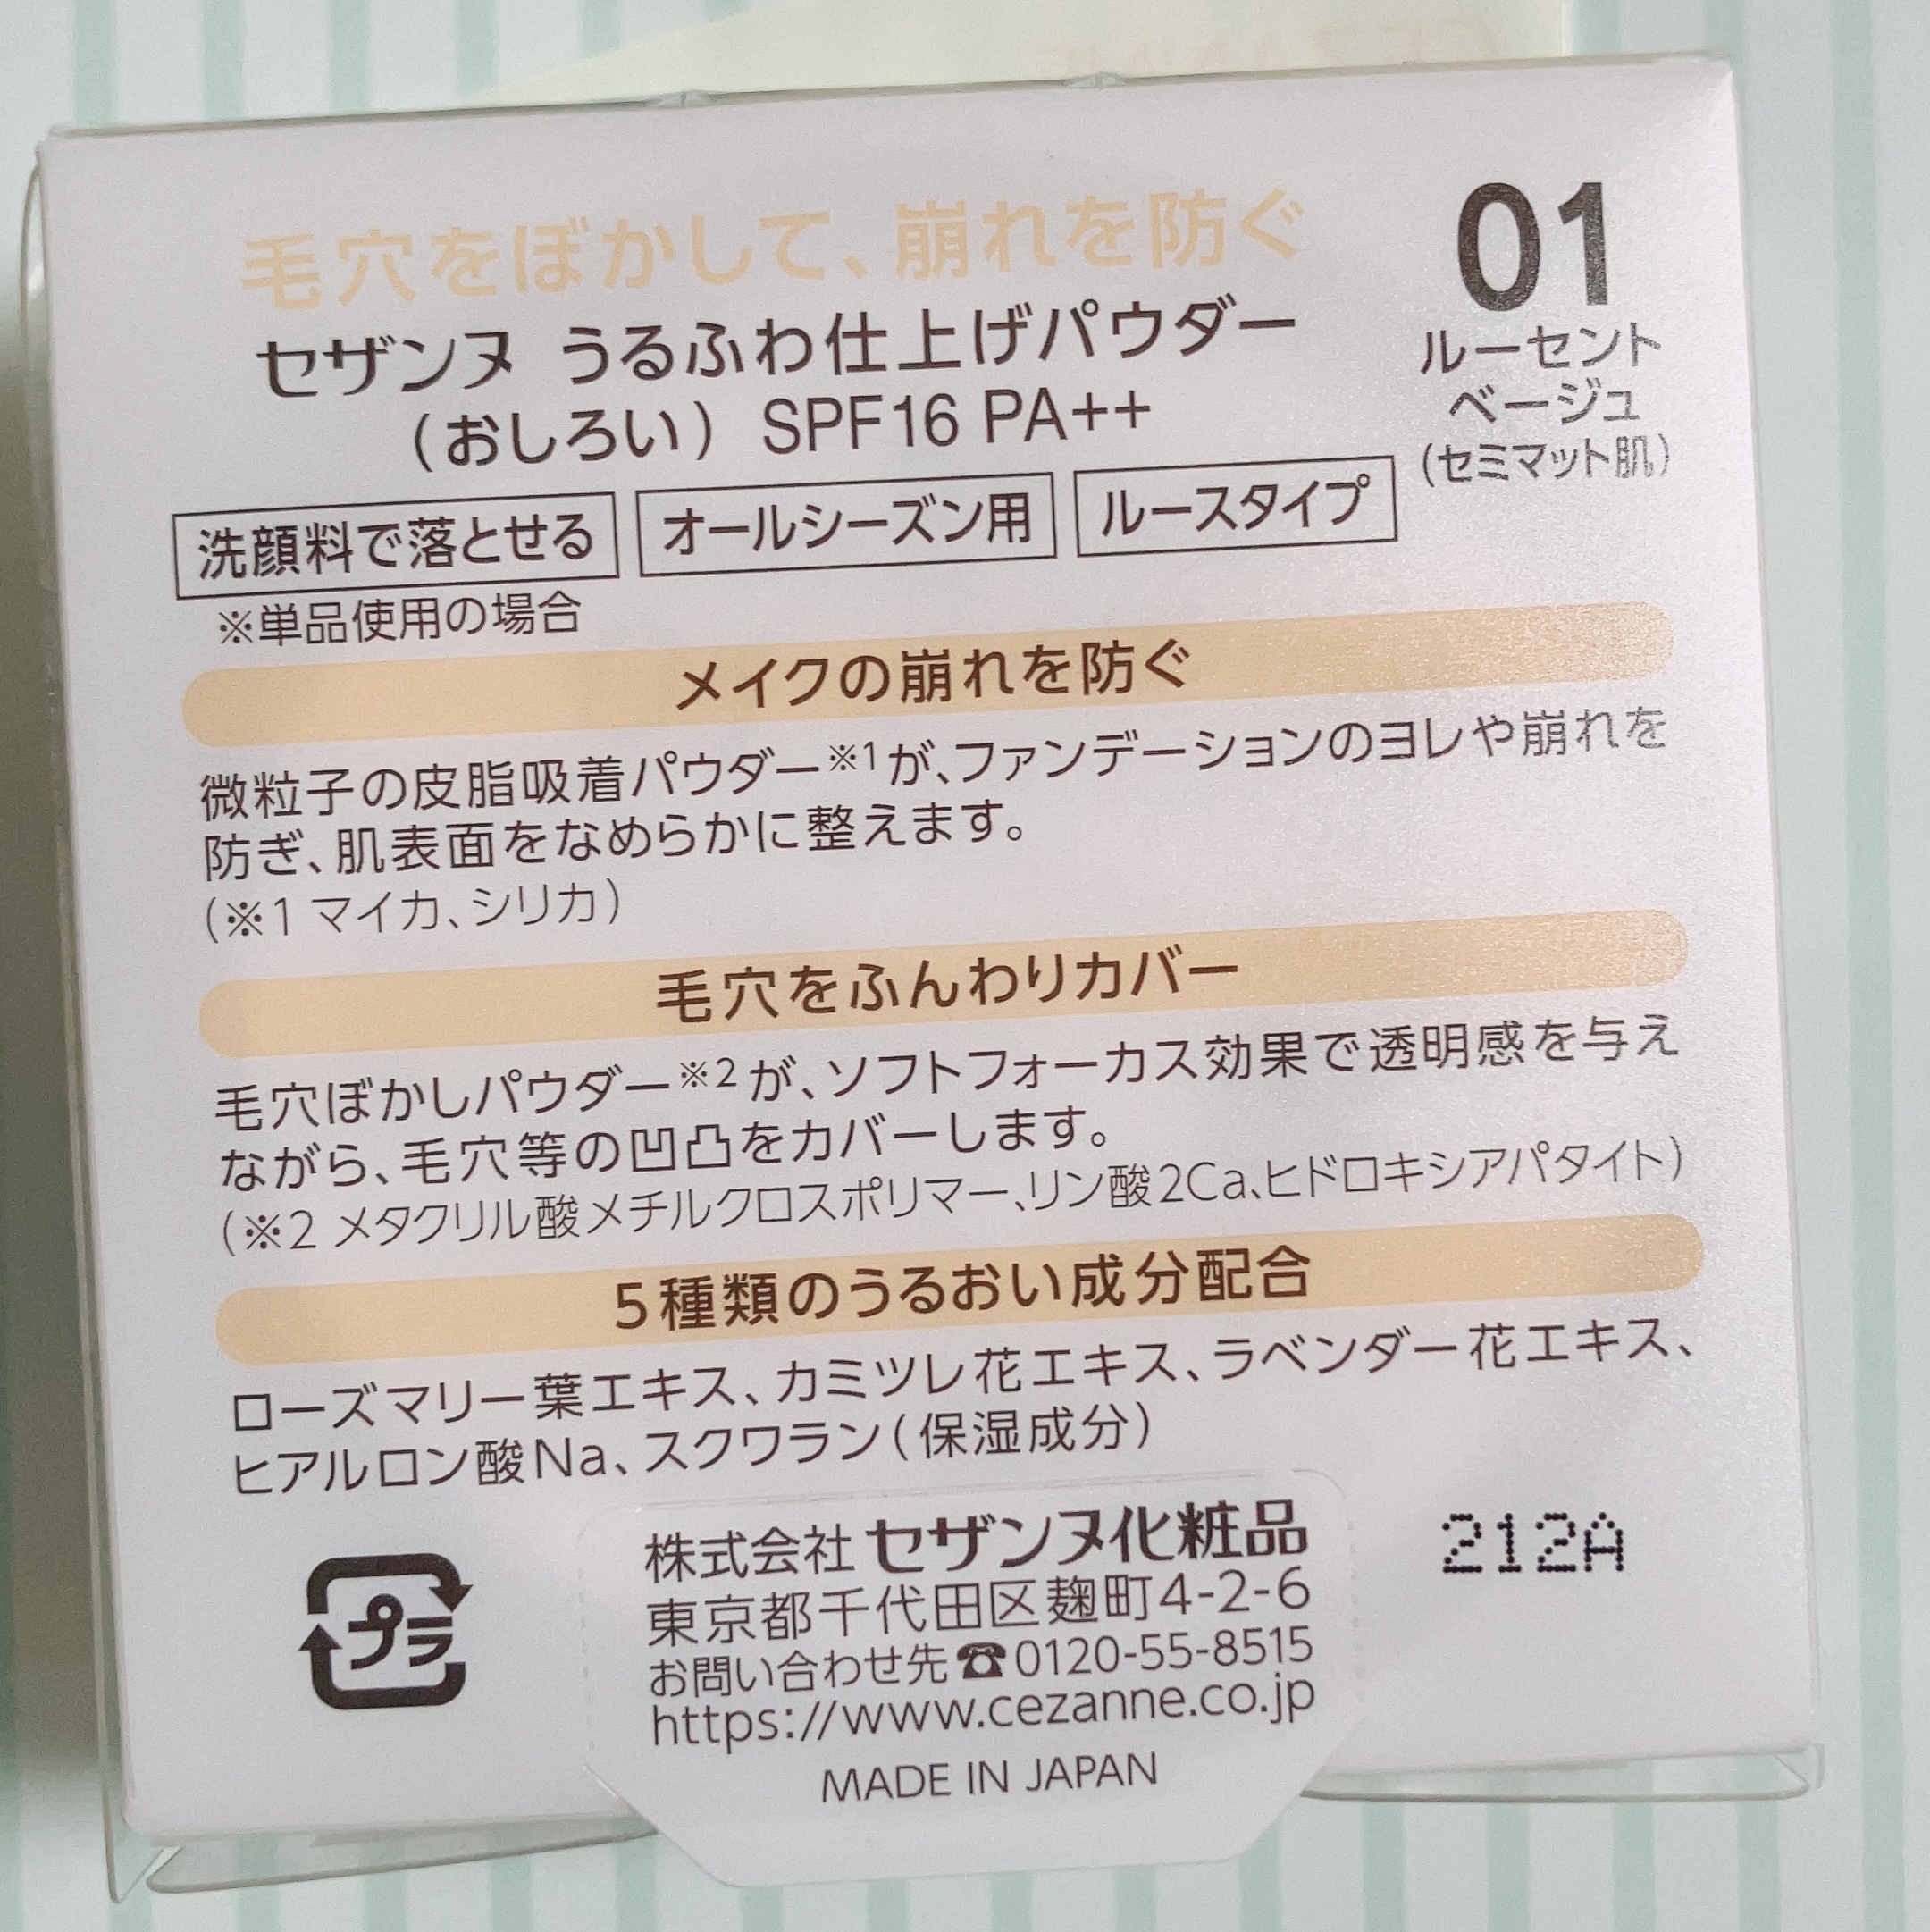 毛穴をぼかして、崩れを防ぐ
セザンヌ うるふわ仕上げパウダー
(おしろい) SPF16 PA++
01
ルーセント
ベージュ
(セミマット肌)
洗顔料で落とせる オールシーズン用 ルースタイプ
※単品使用の場合
メイクの崩れを防ぐ
微粒子の皮脂吸着パウダー※1が、ファンデーションのヨレや崩れを
防ぎ、肌表面をなめらかに整えます。
(※1 マイカ、シリカ)
毛穴をふんわりカバー
毛穴ぼかしパウダー※2が、ソフトフォーカス効果で透明感を与え
ながら、毛穴等の凹凸をカバーします。
(※2 メタクリル酸メチルクロスポリマー、リン酸2Ca、ヒドロキシアパタイト)
5種類のうるおい成分配合
ローズマリー葉エキス、カミツレ花エキス、ラベンダー花エキス、
ヒアルロン酸Na、スクワラン(保湿成分)
プラ
株式会社 セザンヌ化粧品
東京都千代田区麹町4-2-6
お問い合わせ先☎0120-55-8515
https://www.cezanne.co.jp
MADE IN JAPAN
212A